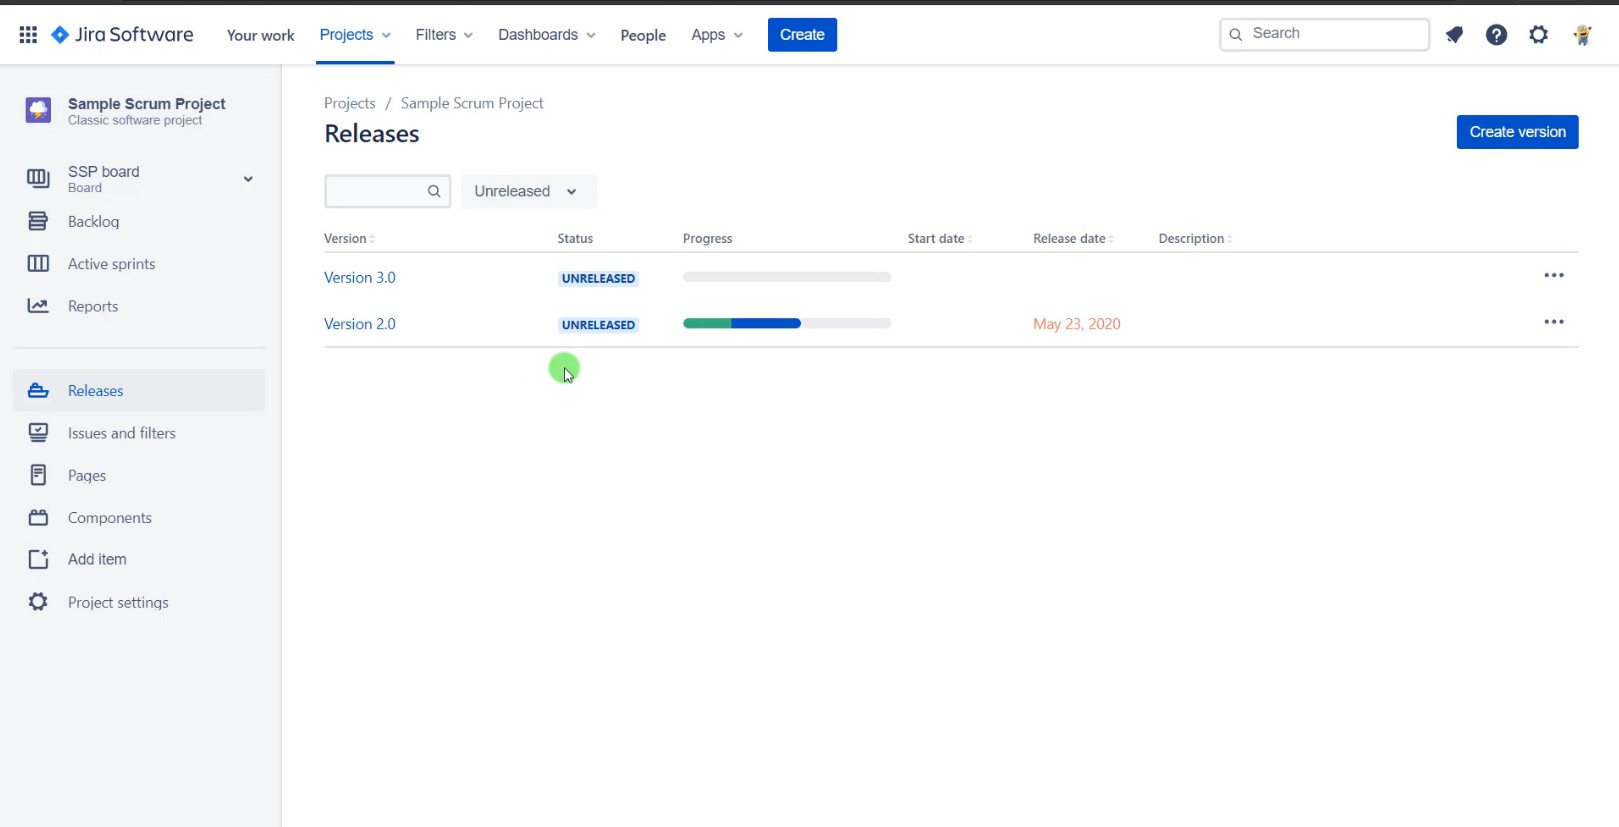 Jira Software Your work Projects Filters Dashboards People Apps Create Search
Sample Scrum Project
Classic software project
SSP board
Board
Backlog
Active sprints
Reports
Releases
Issues and filters
Pages
Components
Add item
Project settings
Projects / Sample Scrum Project
Releases
Create version
Unreleased
Version Status Progress Start date Release date Description
Version 3.0 UNRELEASED
Version 2.0 UNRELEASED May 23, 2020